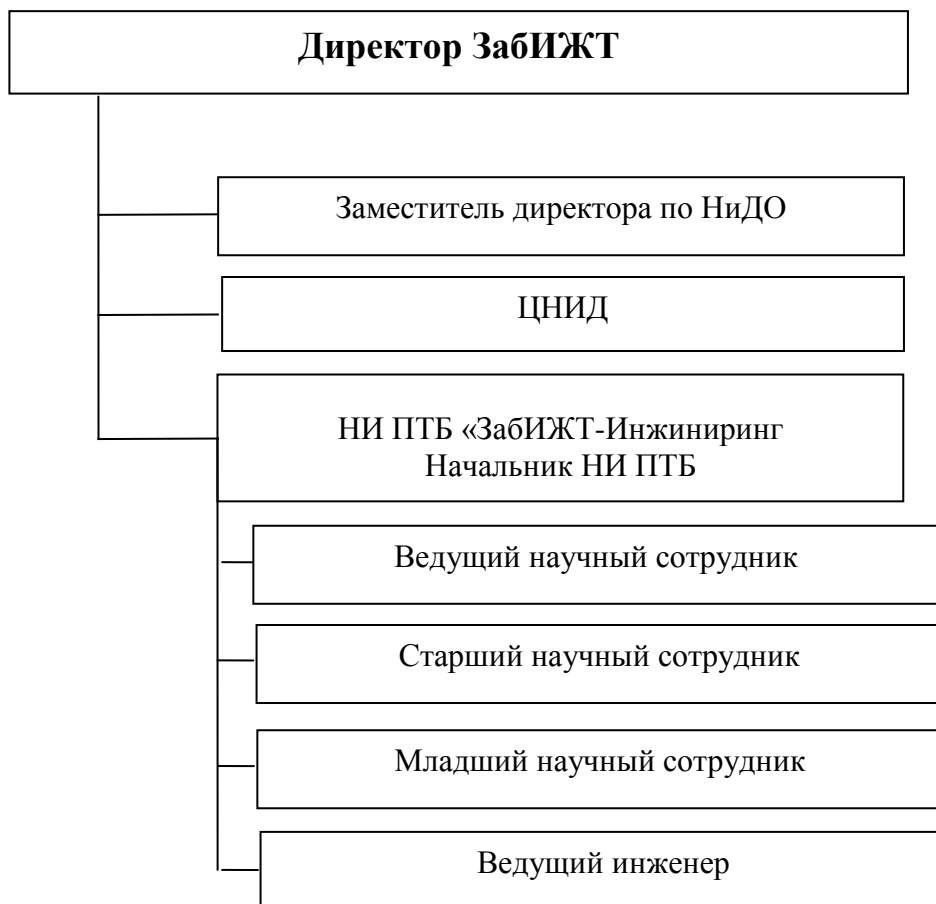 Директор ЗабИЖТ
Заместитель директора по НиДО
ЦНИД
НИ ПТБ «ЗабИЖТ-Инжиниринг
Начальник НИ ПТБ
Ведущий научный сотрудник
Старший научный сотрудник
Младший научный сотрудник
Ведущий инженер